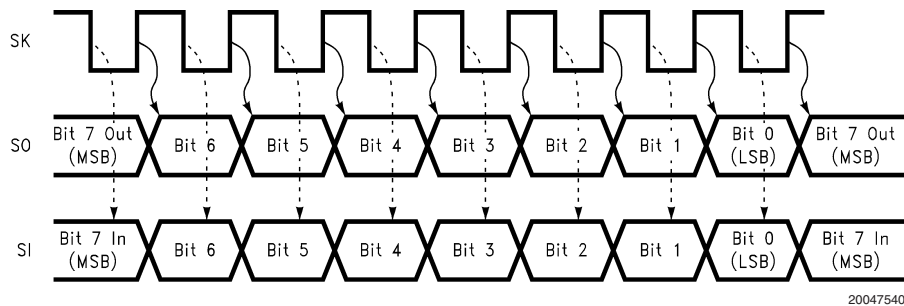 SK
SO
Bit 7 Out
(MSB)
Bit 6
Bit 5
Bit 4
Bit 3
Bit 2
Bit 1
Bit 0
(LSB)
Bit 7 Out
(MSB)
SI
Bit 7 In
(MSB)
Bit 6
Bit 5
Bit 4
Bit 3
Bit 2
Bit 1
Bit 0
(LSB)
Bit 7 In
(MSB)
20047540